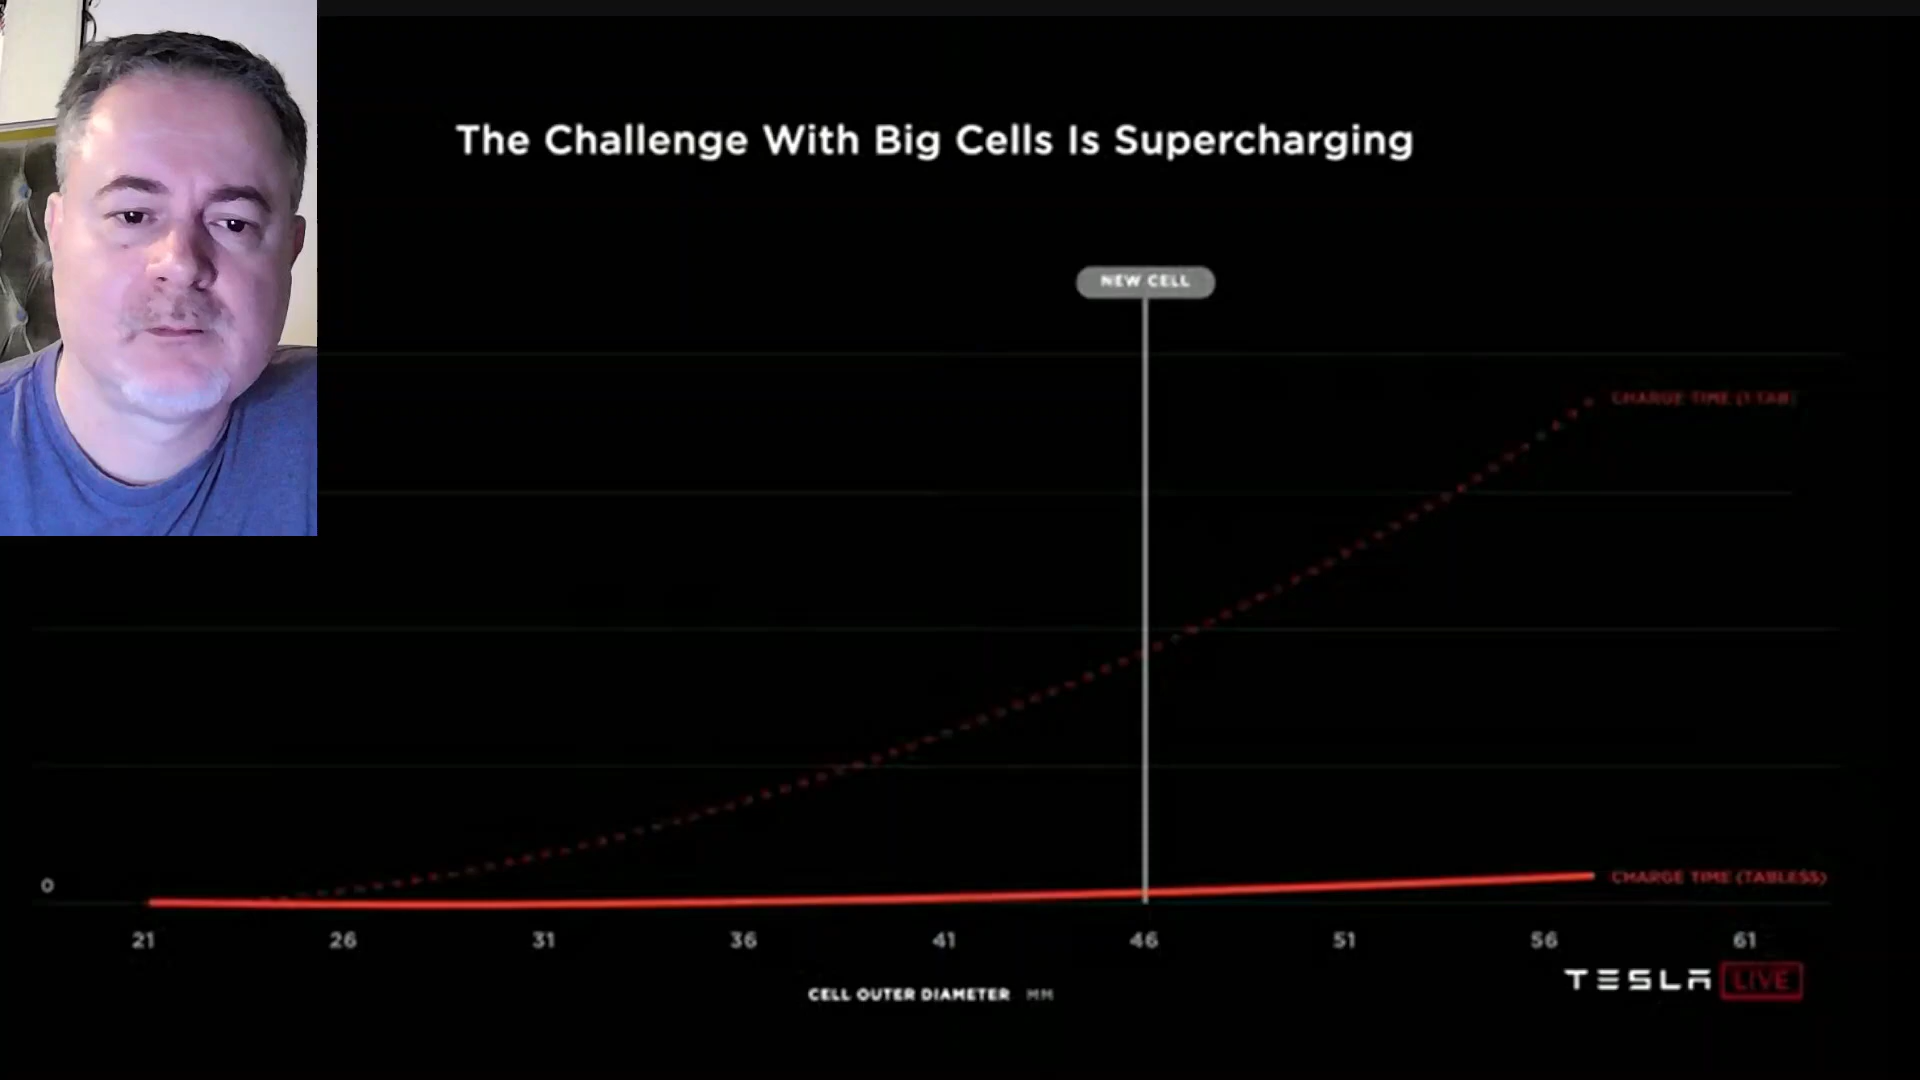 The Challenge With Big Cells Is Supercharging
NEW CELL
CHARGE TIME (1 TAB)
0
CHARGE TIME (TABLESS)
21 26 31 36 41 46 51 56 61
CELL OUTER DIAMETER MM
TESLA LIVE